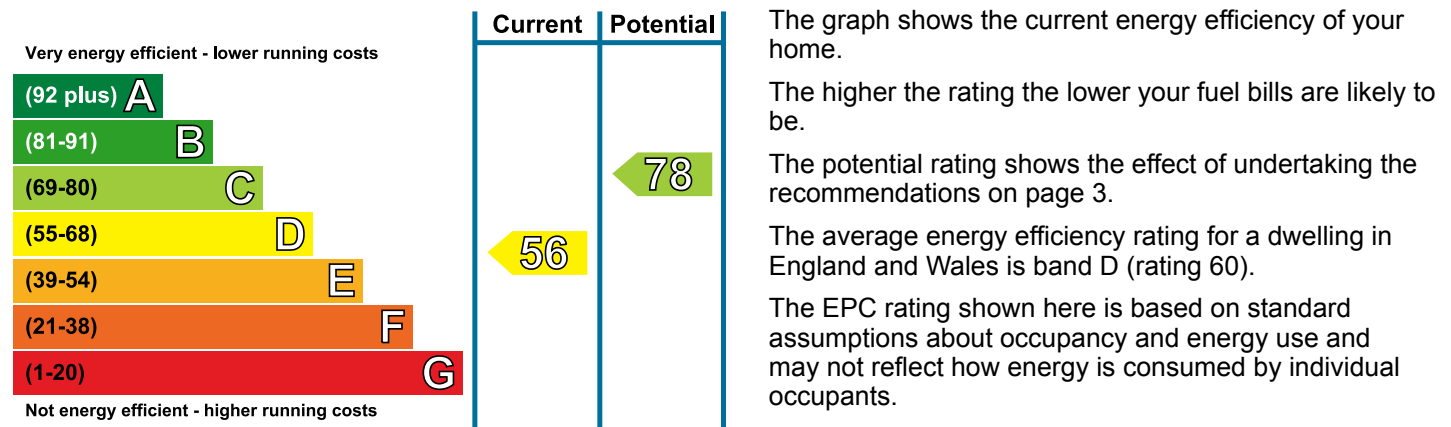 Current Potential
Very energy efficient - lower running costs
(92 plus) A
(81-91) B
(69-80) C
78
(55-68) D
56
(39-54) E
(21-38) F
(1-20) G
Not energy efficient - higher running costs
The graph shows the current energy efficiency of your
home.
The higher the rating the lower your fuel bills are likely to
be.
The potential rating shows the effect of undertaking the
recommendations on page 3.
The average energy efficiency rating for a dwelling in
England and Wales is band D (rating 60).
The EPC rating shown here is based on standard
assumptions about occupancy and energy use and
may not reflect how energy is consumed by individual
occupants.